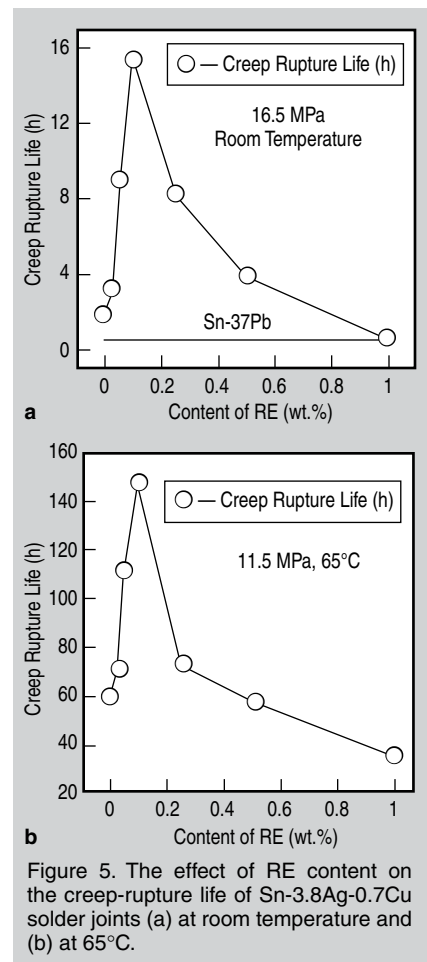 16
12
8
4
0
Creep Rupture Life (h)
○ — Creep Rupture Life (h)
16.5 MPa
Room Temperature
Sn-37Pb
0 0.2 0.4 0.6 0.8 1
Content of RE (wt.%)
a
160
140
120
100
80
60
40
20
Creep Rupture Life (h)
○ — Creep Rupture Life (h)
11.5 MPa, 65°C
0 0.2 0.4 0.6 0.8 1
Content of RE (wt.%)
b
Figure 5. The effect of RE content on
the creep-rupture life of Sn-3.8Ag-0.7Cu
solder joints (a) at room temperature and
(b) at 65°C.